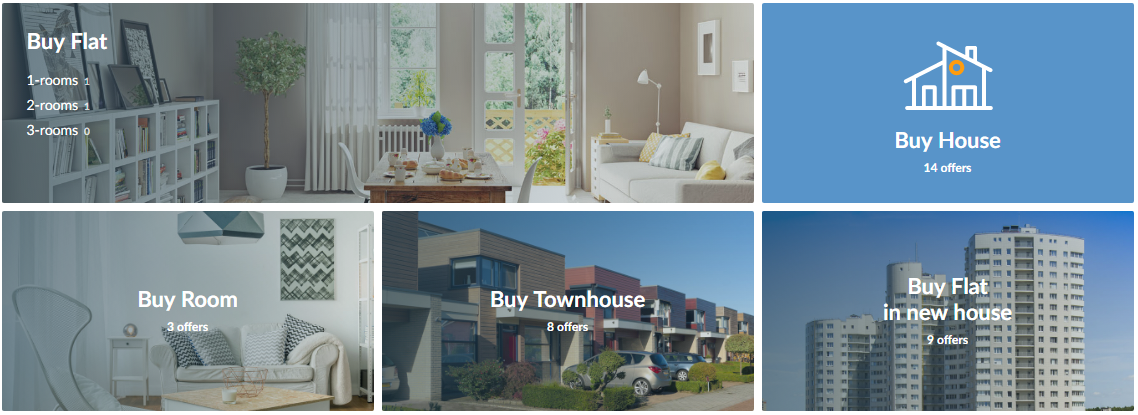 Buy Flat
1-rooms 1
2-rooms 1
3-rooms 0
Buy House
14 offers
Buy Room
3 offers
Buy Townhouse
8 offers
Buy Flat
in new house
9 offers